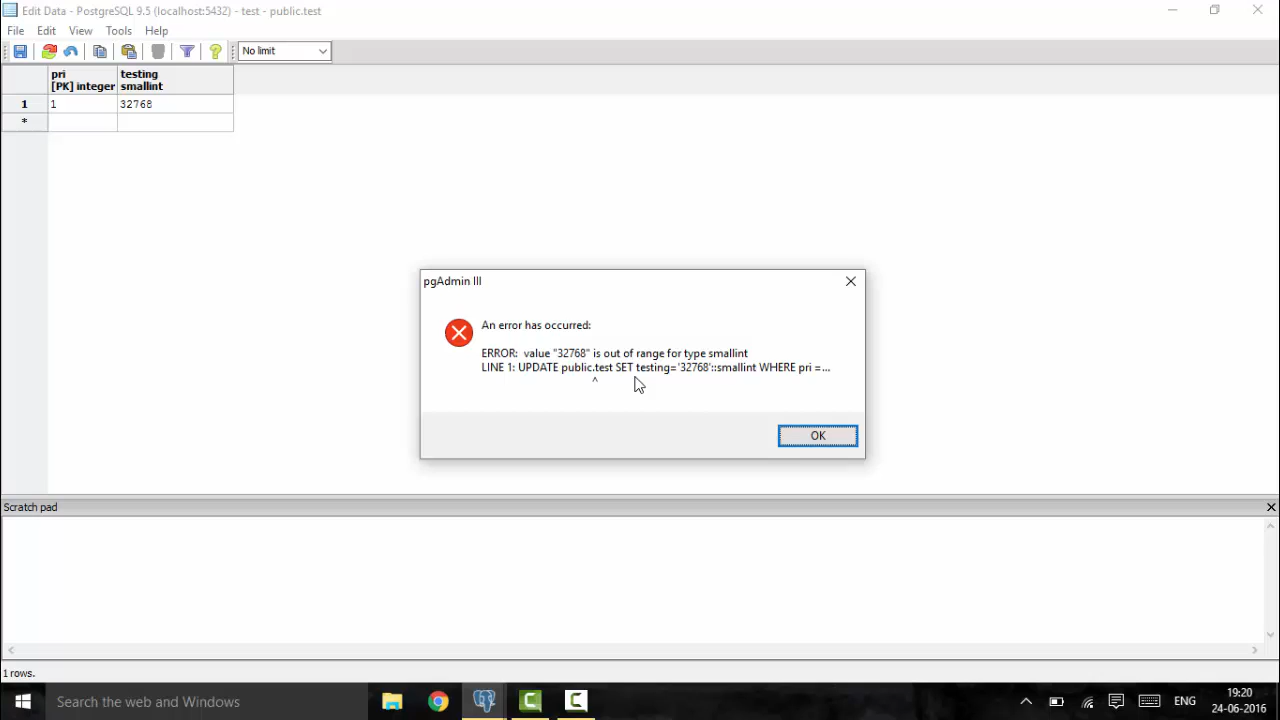 Edit Data - PostgreSQL 9.5 (localhost:5432) - test - public.test
File Edit View Tools Help
No limit
pri testing
[PK] integer smallint
1 1 32768
*
pgAdmin III
An error has occurred:
ERROR: value "32768" is out of range for type smallint
LINE 1: UPDATE public.test SET testing='32768'::smallint WHERE pri =...
^
OK
Scratch pad
1 rows.
Search the web and Windows
ENG
19:20
24-06-2016